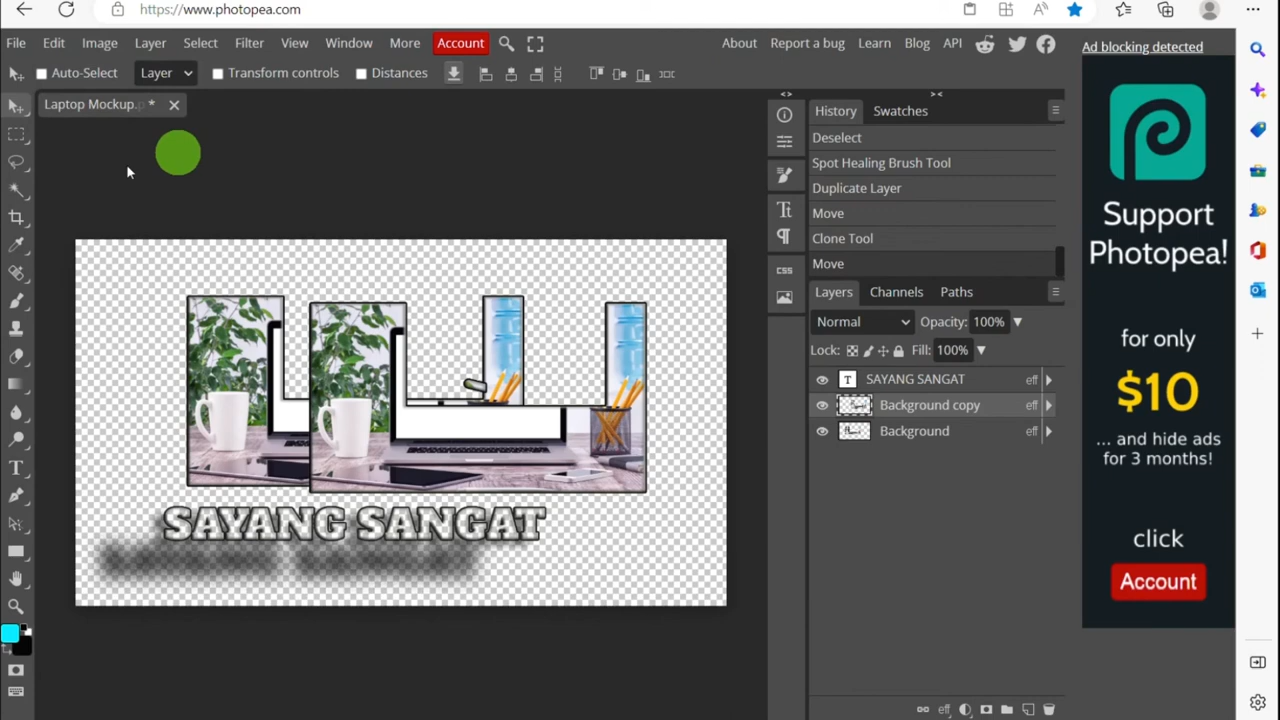 https://www.photopea.com
File Edit Image Layer Select Filter View Window More Account About Report a bug Learn Blog API
Auto-Select Layer Transform controls Distances
Laptop Mockup.p *
History Swatches
Deselect
Spot Healing Brush Tool
Duplicate Layer
Move
Clone Tool
Move
Layers Channels Paths
Normal Opacity: 100%
Lock: Fill: 100%
T SAYANG SANGAT eff
Background copy eff
Background eff
CSS
SAYANG SANGAT
eff
Ad blocking detected
Support
Photopea!
for only
$10
... and hide ads
for 3 months!
click
Account